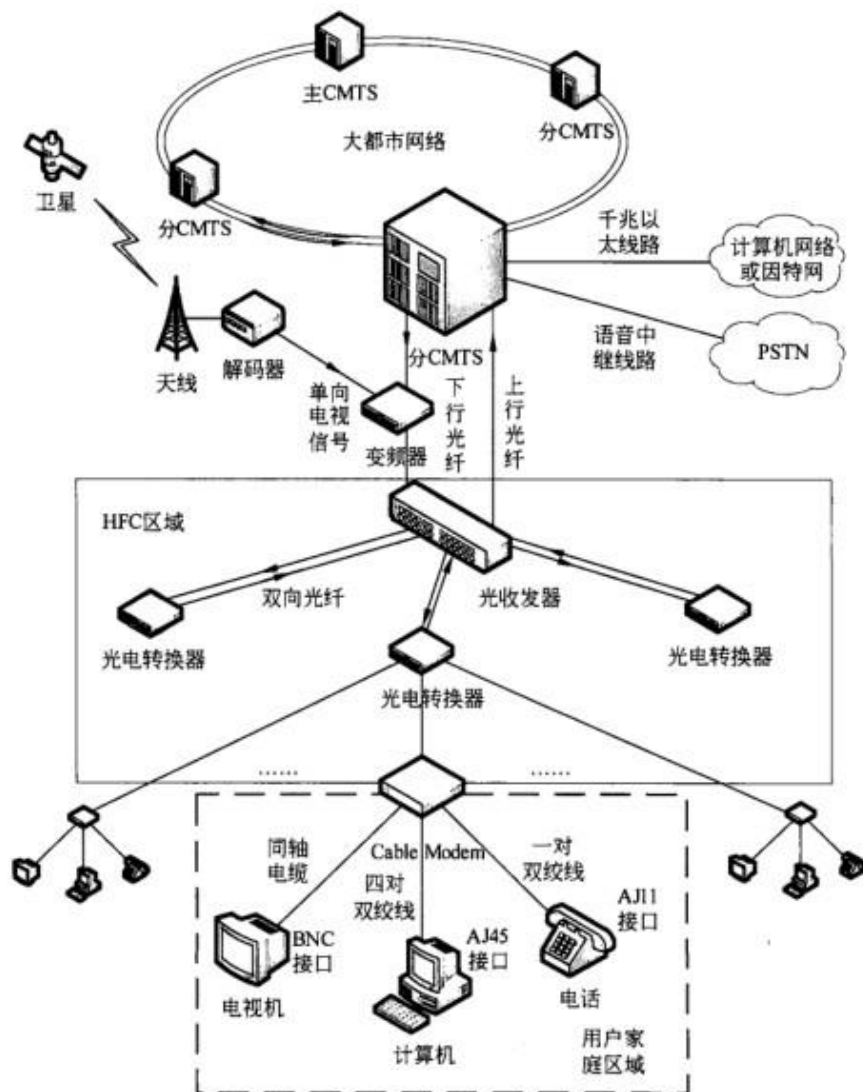 主CMTS
分CMTS
大都市网络
卫星
分CMTS
千兆以
太线路
计算机网络
或因特网
语音中
继线路
PSTN
天线
解码器
分CMTS
单向
电视
信号
变频器
下行光纤
上行光纤
HFC区域
双向光纤
光收发器
光电转换器
光电转换器
光电转换器
……
……
同轴
电缆
Cable Modem
四对
双绞线
一对
双绞线
AJ11
接口
BNC
接口
AJ45
接口
电视机
计算机
电话
用户家
庭区域